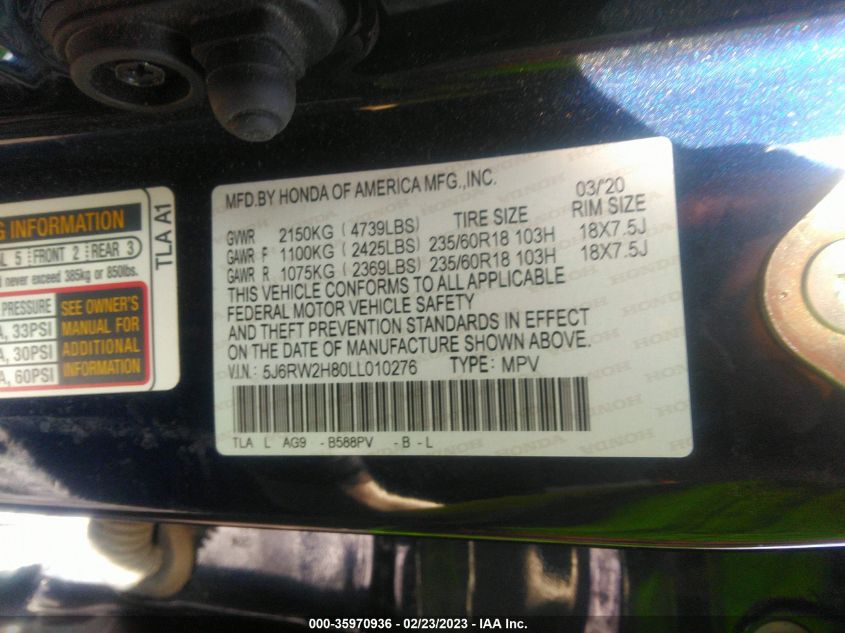 G INFORMATION
AL 5 FRONT 2 REAR 3
never exceed 385kg or 850lbs.
PRESSURE
A, 33PSI
A, 30PSI
A, 60PSI
SEE OWNER'S
MANUAL FOR
ADDITIONAL
INFORMATION
TLA A1
MFD.BY HONDA OF AMERICA MFG.,INC. 03/'20
GVWR 2150KG ( 4739LBS) TIRE SIZE RIM SIZE
GAWR F 1100KG ( 2425LBS) 235/60R18 103H 18X7.5J
GAWR R 1075KG ( 2369LBS) 235/60R18 103H 18X7.5J
THIS VEHICLE CONFORMS TO ALL APPLICABLE
FEDERAL MOTOR VEHICLE SAFETY
AND THEFT PREVENTION STANDARDS IN EFFECT
ON THE DATE OF MANUFACTURE SHOWN ABOVE.
V.I.N.: 5J6RW2H80LL010276 TYPE: MPV
TLA L AG9 - B588PV - B - L
000-35970936 - 02/23/2023 - IAA Inc.